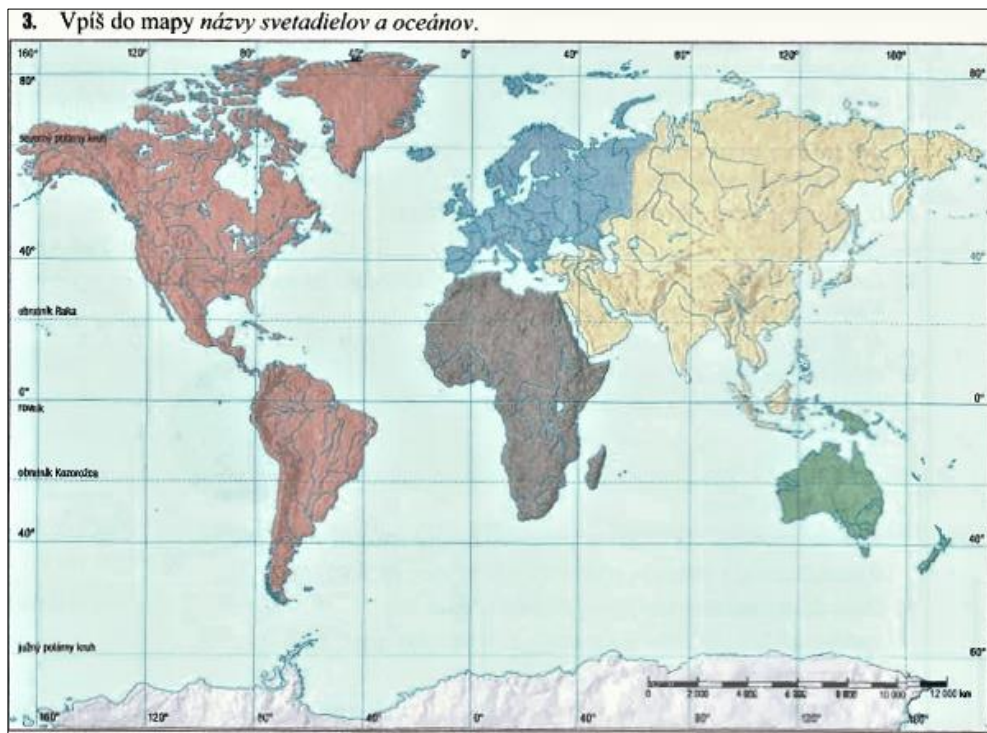 3. Vpíš do mapy názvy svetadielov a oceánov.
160° 120° 80° 40° 0° 40° 80° 120° 160°
80° 80°
severný polárny kruh
40° 40°
obratník Raka
0° 0°
rovník
obratník Kozorožca
40° 40°
južný polárny kruh
60°
0 2 000 4 000 6 000 8 000 10 000 12 000 km
160° 120° 80° 40° 0° 40° 80° 120° 160°